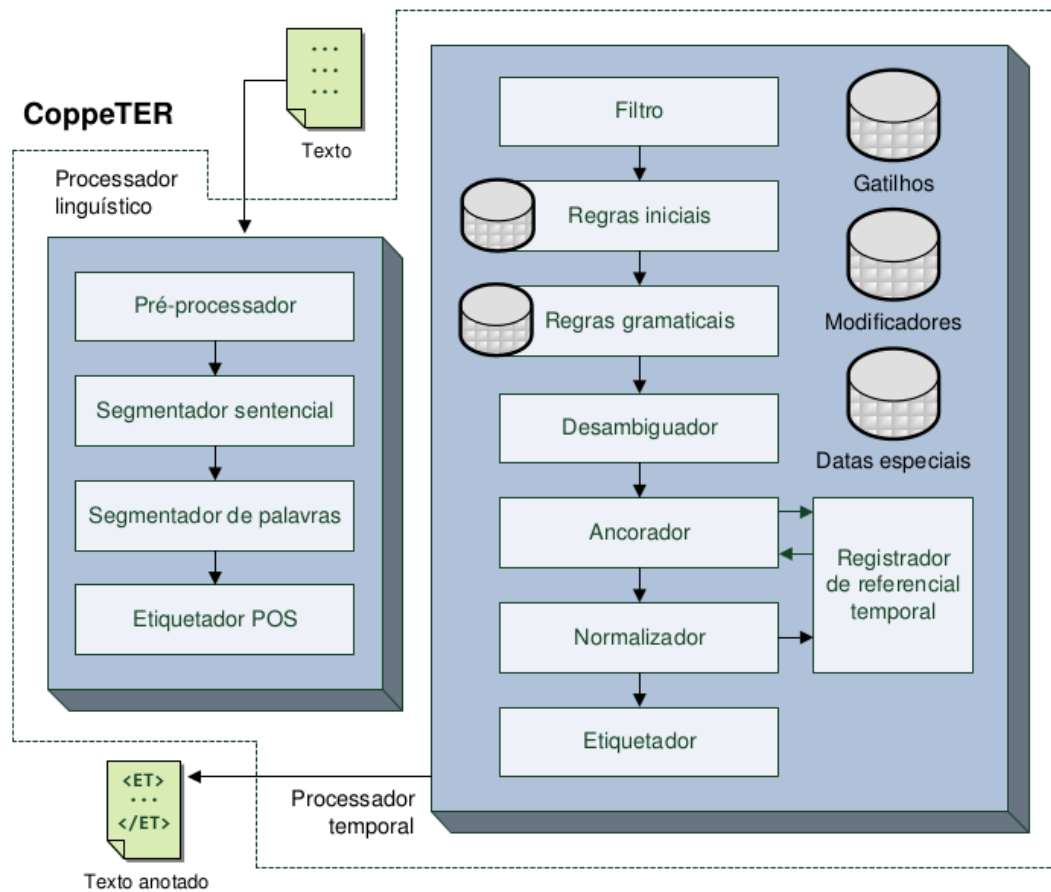 CoppeTER
...
...
...
Texto
Processador
linguístico
Pré-processador
Segmentador sentencial
Segmentador de palavras
Etiquetador POS
Filtro
Regras iniciais
Regras gramaticais
Desambiguador
Ancorador
Normalizador
Etiquetador
Gatilhos
Modificadores
Datas especiais
Registrador
de referencial
temporal
Processador
temporal
<ET>
...
</ET>
Texto anotado